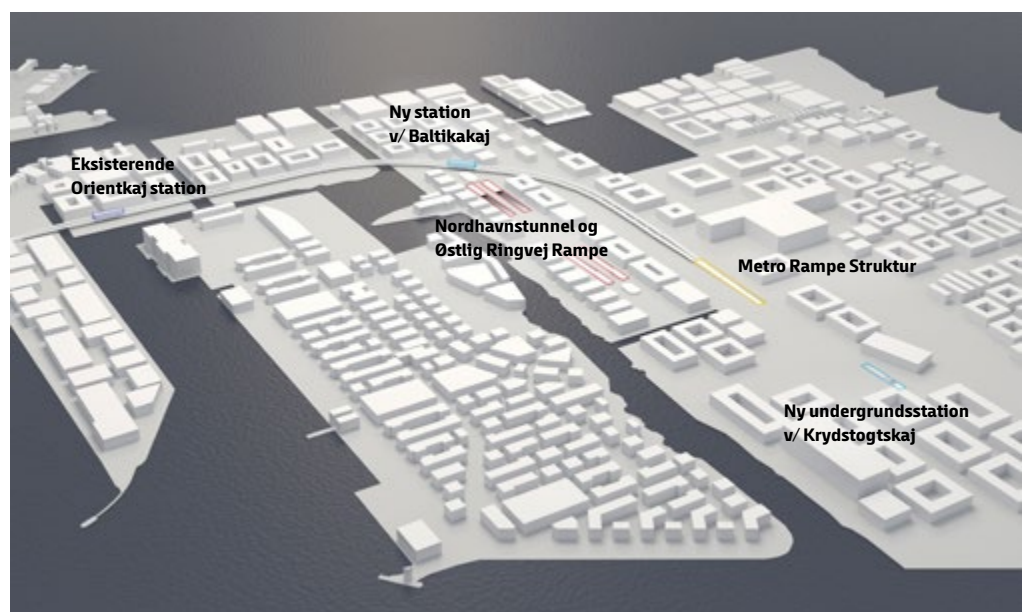 Ny station
v/ Baltikakaj
Eksisterende
Orientkaj station
Nordhavnstunnel og
Østlig Ringvej Rampe
Metro Rampe Struktur
Ny undergrundsstation
v/ Krydstogtskaj